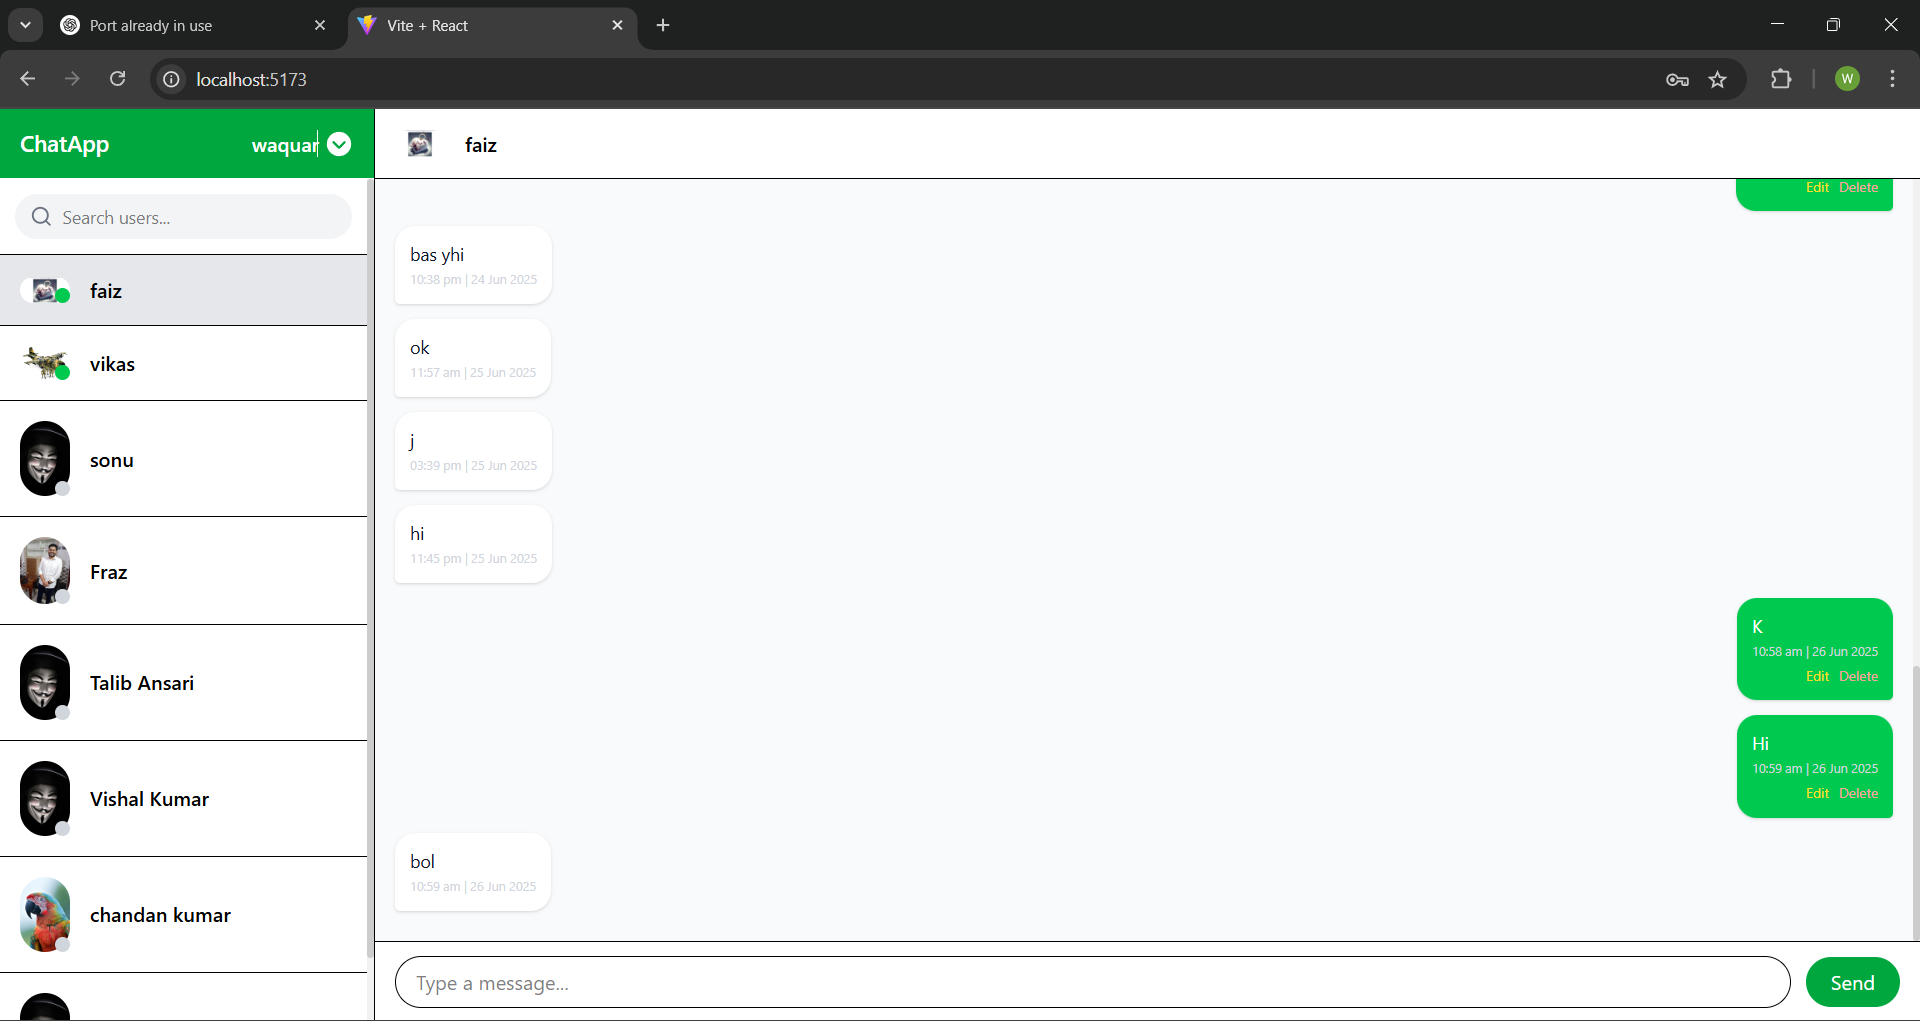 Port already in use
Vite + React
localhost:5173
W
ChatApp
waquar
Search users...
faiz
vikas
sonu
Fraz
Talib Ansari
Vishal Kumar
chandan kumar
faiz
Edit Delete
bas yhi
10:38 pm | 24 Jun 2025
ok
11:57 am | 25 Jun 2025
j
03:39 pm | 25 Jun 2025
hi
11:45 pm | 25 Jun 2025
K
10:58 am | 26 Jun 2025
Edit Delete
Hi
10:59 am | 26 Jun 2025
Edit Delete
bol
10:59 am | 26 Jun 2025
Type a message...
Send